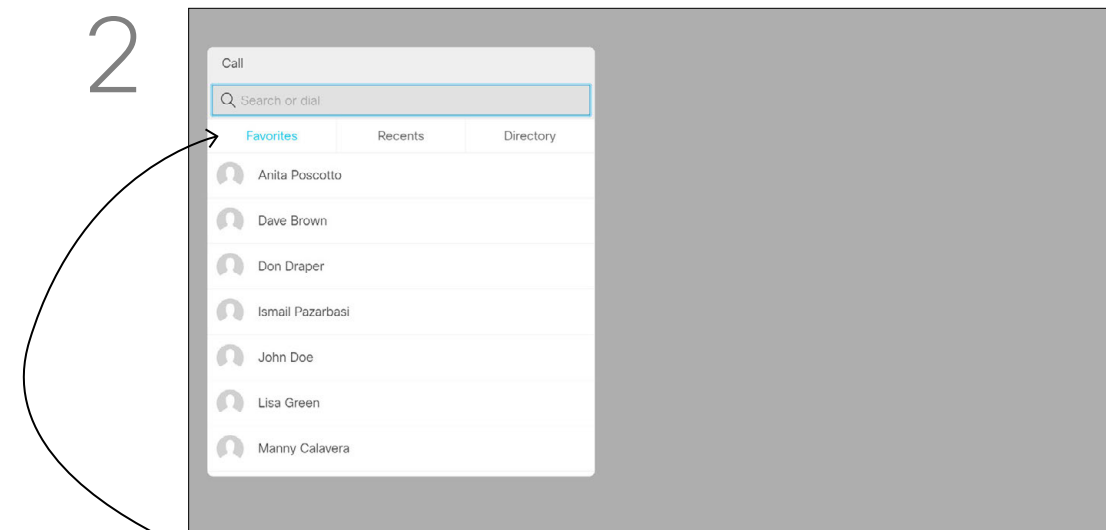 2
Call
Search or dial
Favorites Recents Directory
Anita Poscotto
Dave Brown
Don Draper
Ismail Pazarbasi
John Doe
Lisa Green
Manny Calavera